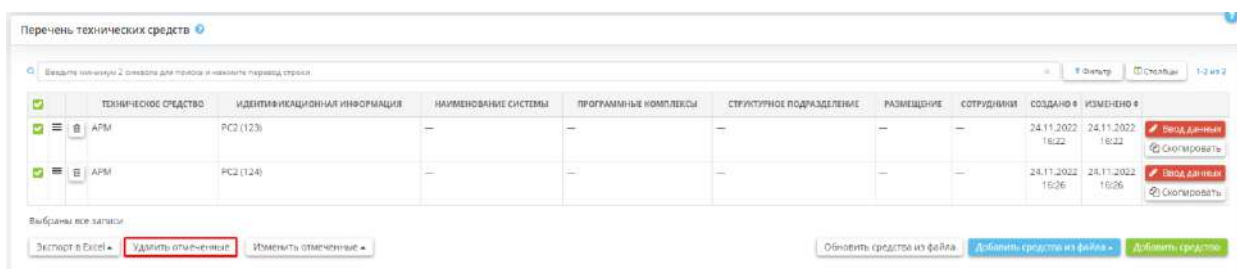 Перечень технических средств
Введите минимум 2 символа для поиска и нажмите перевод строки
Фильтр
Столбцы
1-2 из 2
ТЕХНИЧЕСКОЕ СРЕДСТВО ИДЕНТИФИКАЦИОННАЯ ИНФОРМАЦИЯ НАИМЕНОВАНИЕ СИСТЕМЫ ПРОГРАММНЫЕ КОМПЛЕКСЫ СТРУКТУРНОЕ ПОДРАЗДЕЛЕНИЕ РАЗМЕЩЕНИЕ СОТРУДНИКИ СОЗДАНО ИЗМЕНЕНО
АРМ PC2 (123) — — — — — 24.11.2022 24.11.2022 Ввод данных
16:22 16:22 Скопировать
АРМ PC2 (124) — — — — — 24.11.2022 24.11.2022 Ввод данных
16:26 16:26 Скопировать
Выбраны все записи
Экспорт в Excel Удалить отмеченные Изменить отмеченные Обновить средства из файла Добавить средства из файла Добавить средство